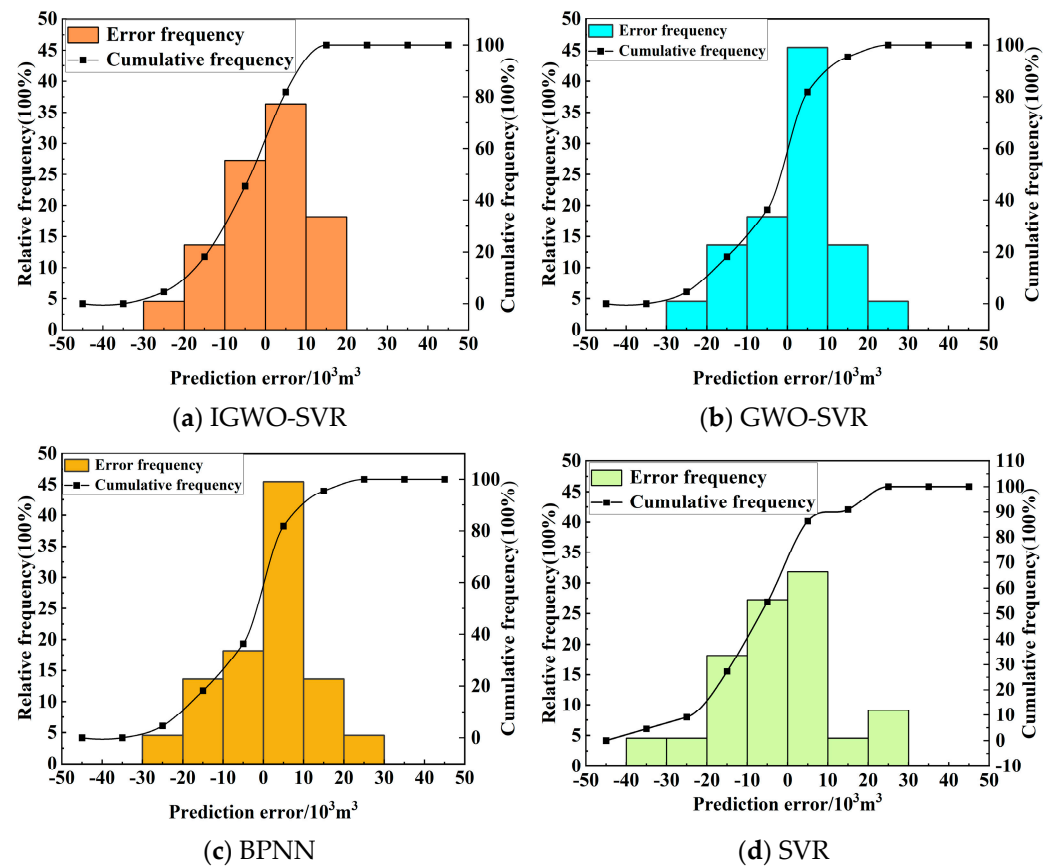 Error frequency
Cumulative frequency
Relative frequency(100%)
50
45
40
35
30
25
20
15
10
5
0
100
80
60
40
20
0
Cumulative frequency(100%)
-50 -40 -30 -20 -10 0 10 20 30 40 50
Prediction error/10³m³
(a) IGWO-SVR
Error frequency
Cumulative frequency
Relative frequency(100%)
50
45
40
35
30
25
20
15
10
5
0
100
80
60
40
20
0
Cumulative frequency(100%)
-50 -40 -30 -20 -10 0 10 20 30 40 50
Prediction error/10³m³
(b) GWO-SVR
Error frequency
Cumulative frequency
Relative frequency(100%)
50
45
40
35
30
25
20
15
10
5
0
100
80
60
40
20
0
Cumulative frequency(100%)
-50 -40 -30 -20 -10 0 10 20 30 40 50
Prediction error/10³m³
(c) BPNN
Error frequency
Cumulative frequency
Relative frequency(100%)
50
45
40
35
30
25
20
15
10
5
0
110
100
90
80
70
60
50
40
30
20
10
0
-10
Cumulative frequency(100%)
-50 -40 -30 -20 -10 0 10 20 30 40 50
Prediction error/10³m³
(d) SVR